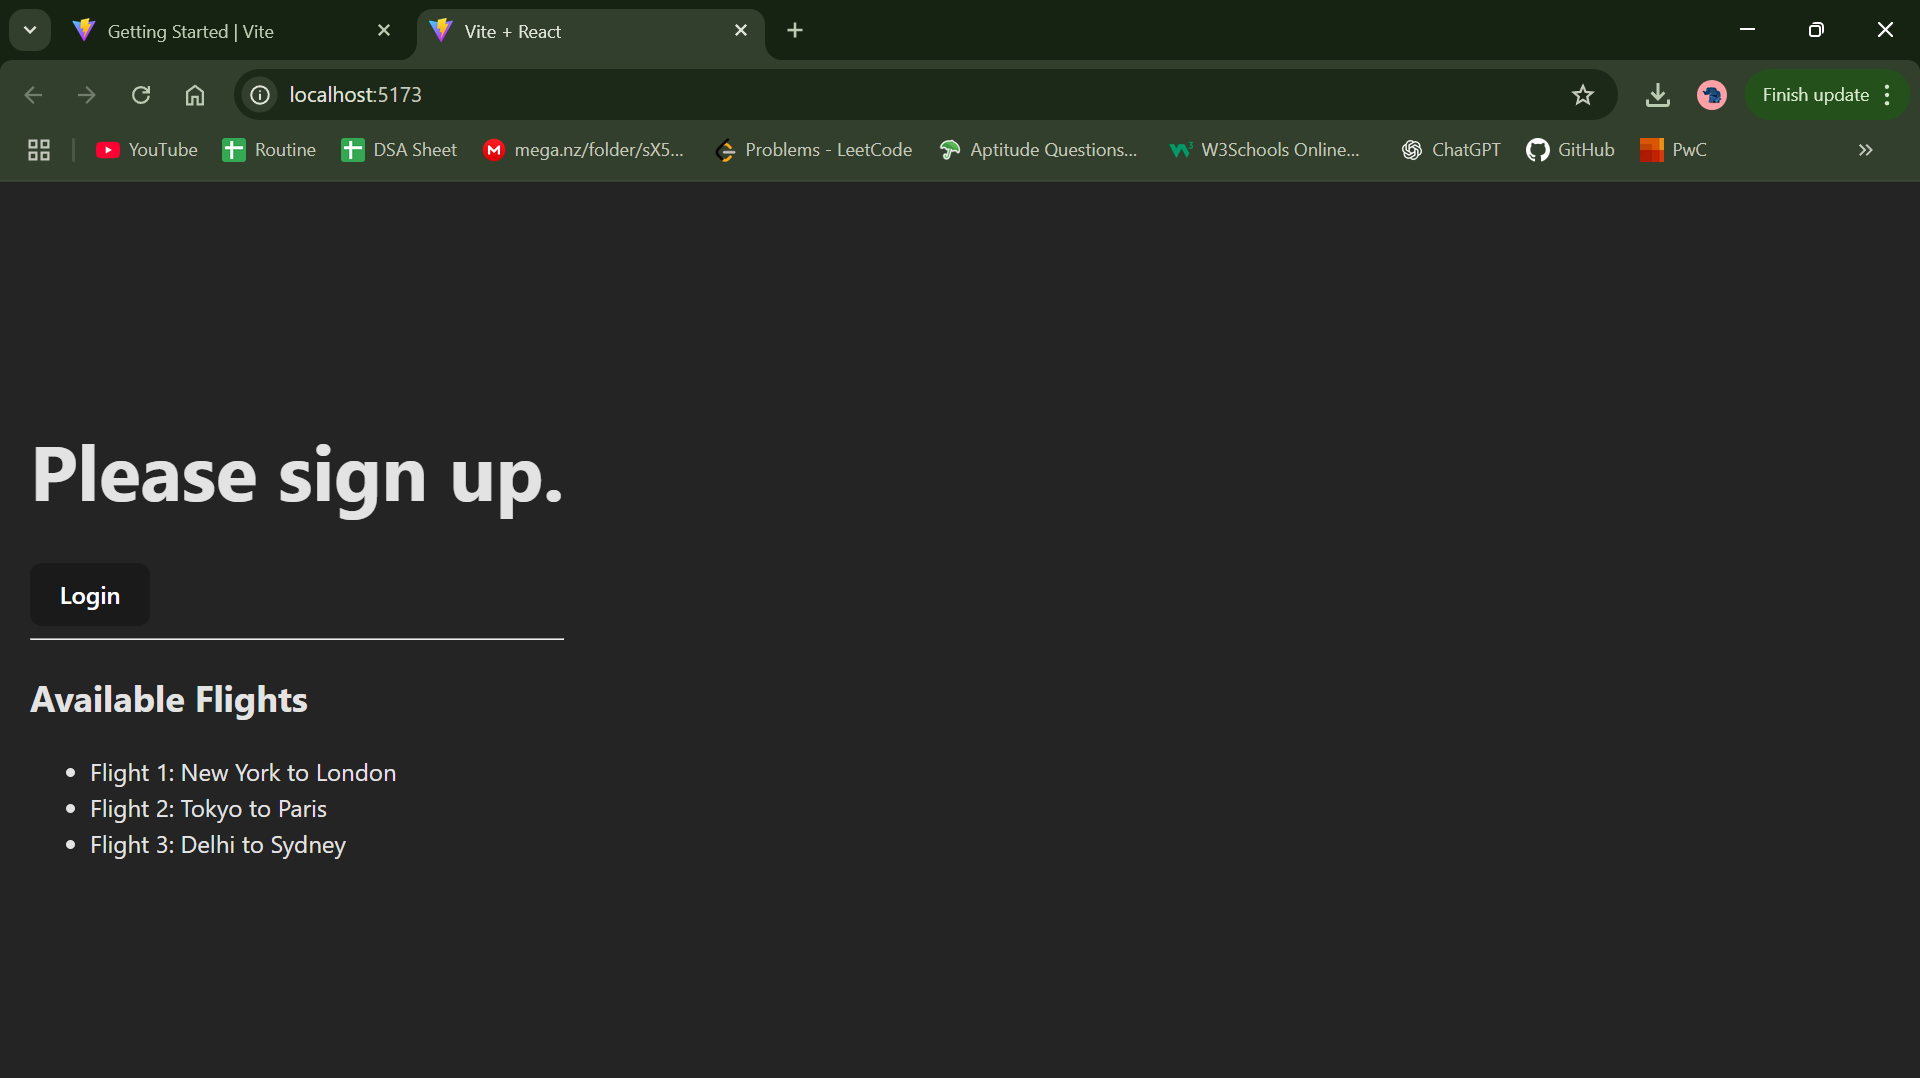 Getting Started | Vite
Vite + React
localhost:5173
Finish update
YouTube
Routine
DSA Sheet
mega.nz/folder/sX5...
Problems - LeetCode
Aptitude Questions...
W3Schools Online...
ChatGPT
GitHub
PwC
Please sign up.
Login
Available Flights
Flight 1: New York to London
Flight 2: Tokyo to Paris
Flight 3: Delhi to Sydney